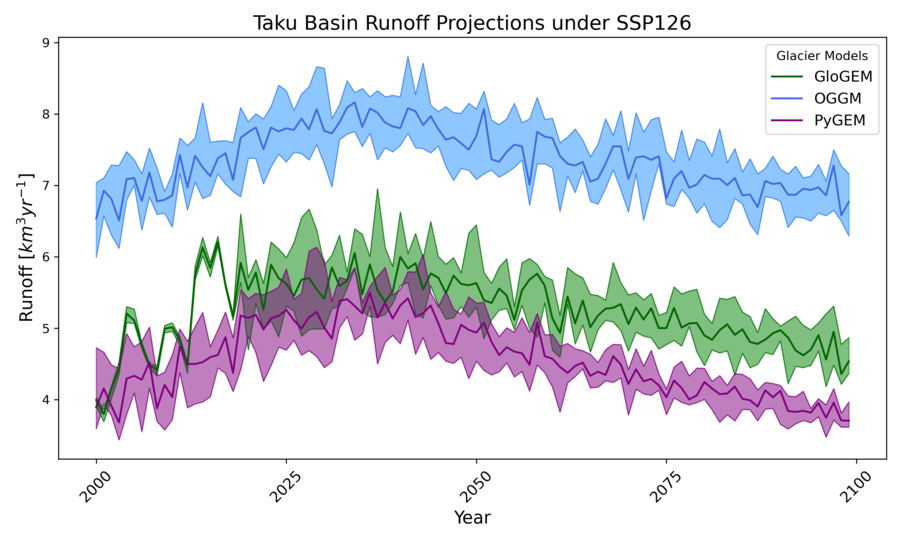 Taku Basin Runoff Projections under SSP126
Glacier Models
GloGEM
OGGM
PyGEM
Runoff [km³yr⁻¹]
9
8
7
6
5
4
2000
2025
2050
2075
2100
Year